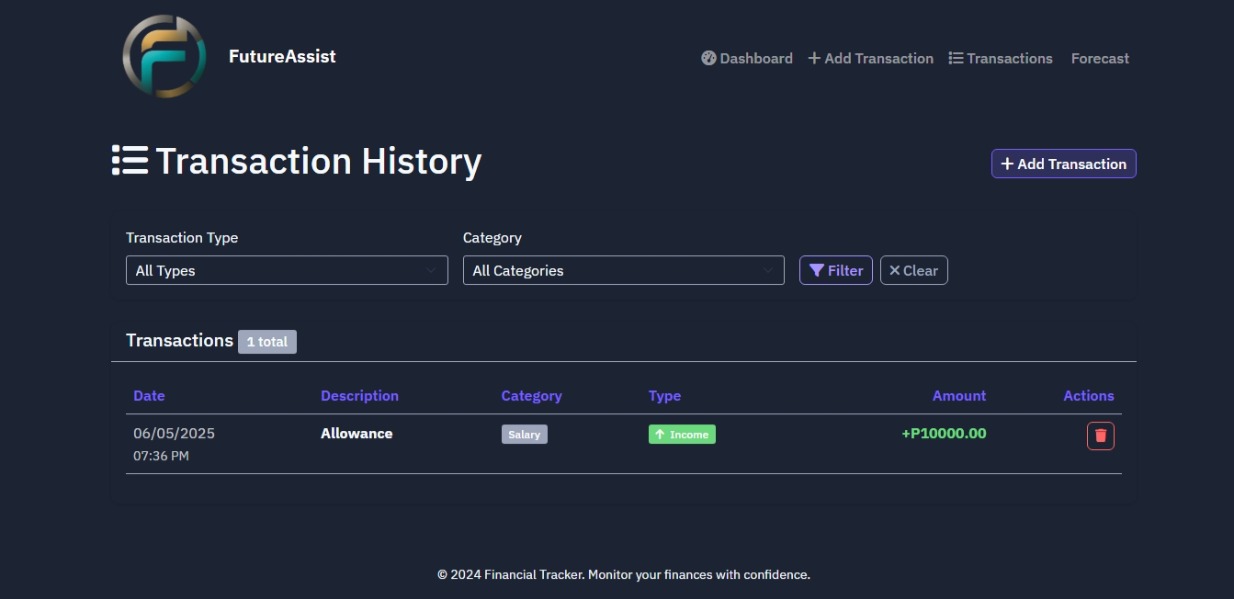 FutureAssist
Dashboard + Add Transaction Transactions Forecast
Transaction History
+ Add Transaction
Transaction Type Category
All Types All Categories Filter × Clear
Transactions 1 total
Date Description Category Type Amount Actions
06/05/2025 Allowance Salary ↑ Income +P10000.00
07:36 PM
© 2024 Financial Tracker. Monitor your finances with confidence.